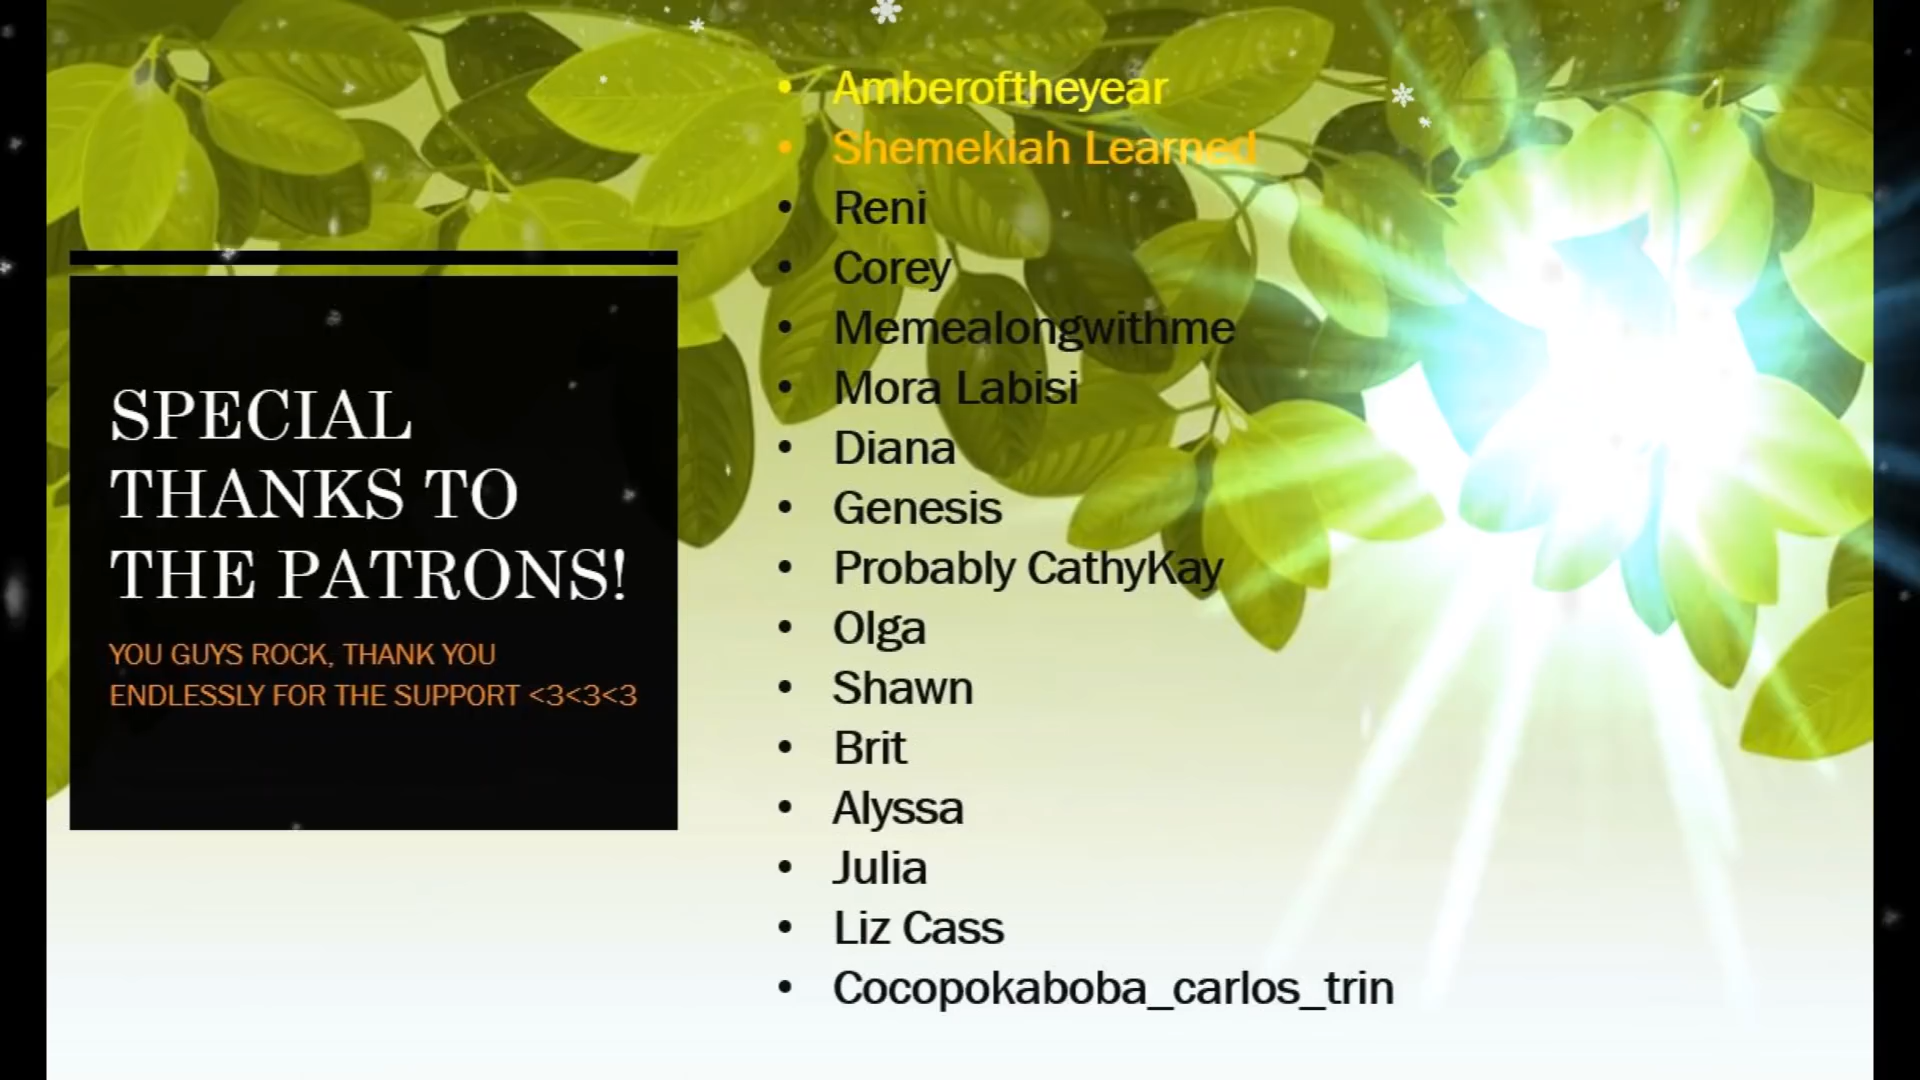 SPECIAL
THANKS TO
THE PATRONS!
YOU GUYS ROCK, THANK YOU
ENDLESSLY FOR THE SUPPORT <3<3<3
• Amberoftheyear
• Shemekiah Learned
• Reni
• Corey
• Memealongwithme
• Mora Labisi
• Diana
• Genesis
• Probably CathyKay
• Olga
• Shawn
• Brit
• Alyssa
• Julia
• Liz Cass
• Cocopokaboba_carlos_trin